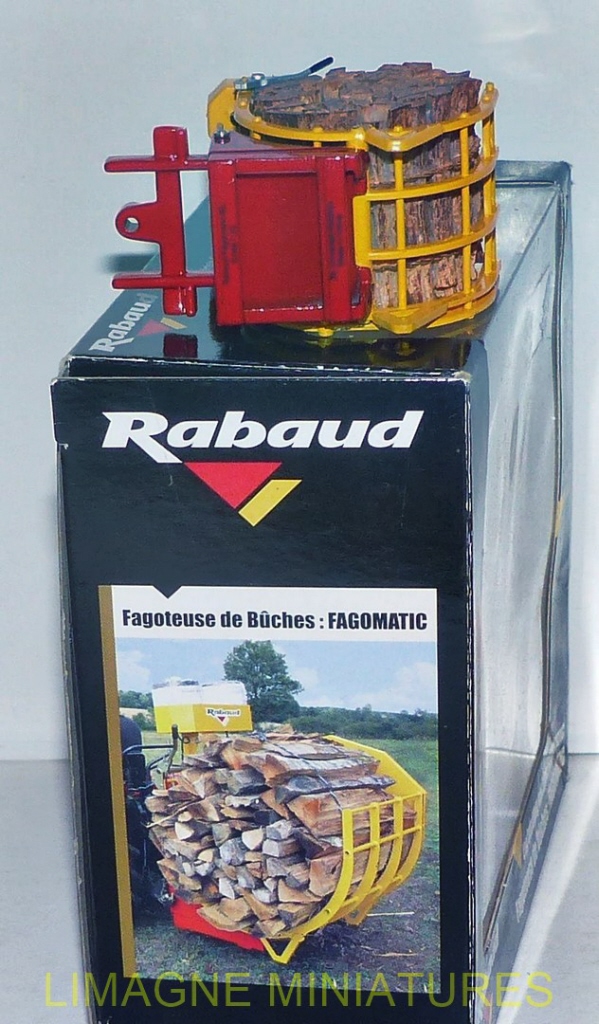 Rabaud
Rabaud
Fagoteuse de Bûches : FAGOMATIC
Rabaud
LIMAGNE MINIATURES